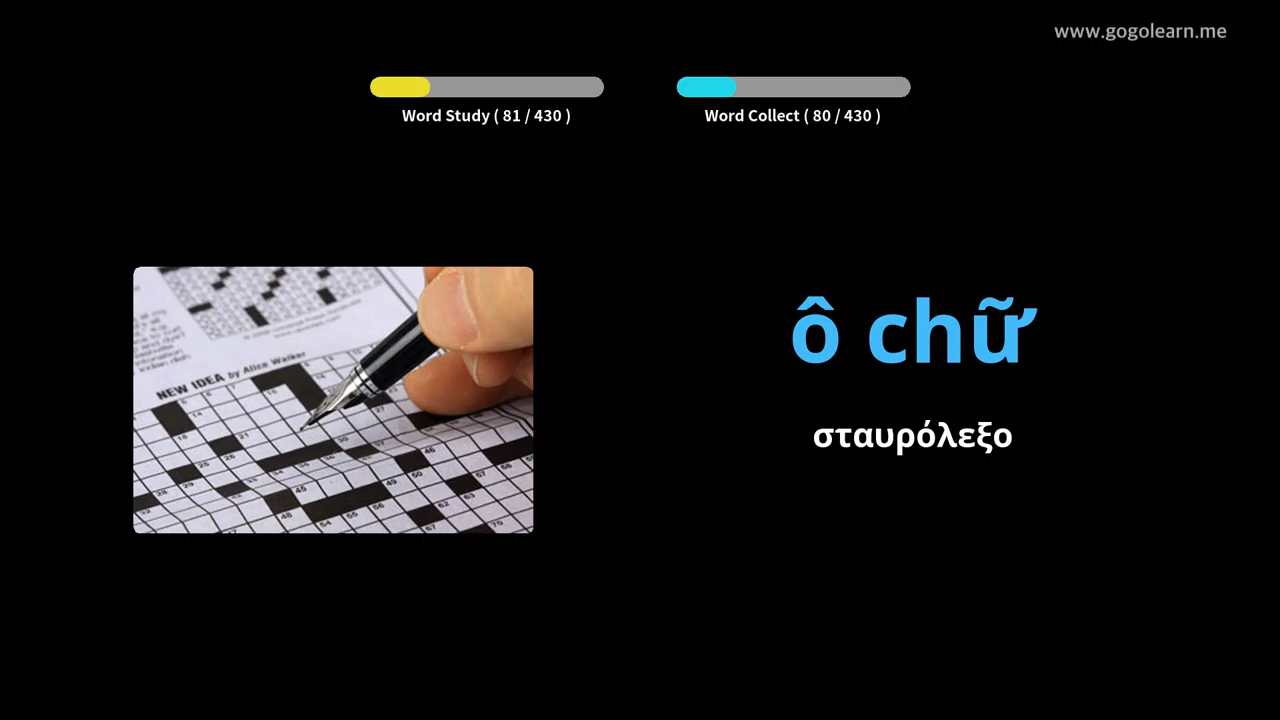 www.gogolearn.me
Word Study ( 81 / 430 )
Word Collect ( 80 / 430 )
NEW IDEA by Alice Walker
ô chữ
σταυρόλεξο